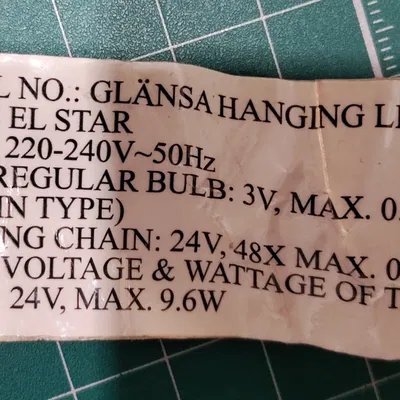 L NO.: GLÄNSA HANGING LI
EL STAR
220-240V~50Hz
REGULAR BULB: 3V, MAX. 0.
IN TYPE)
NG CHAIN: 24V, 48X MAX. 0
VOLTAGE & WATTAGE OF T
24V, MAX. 9.6W